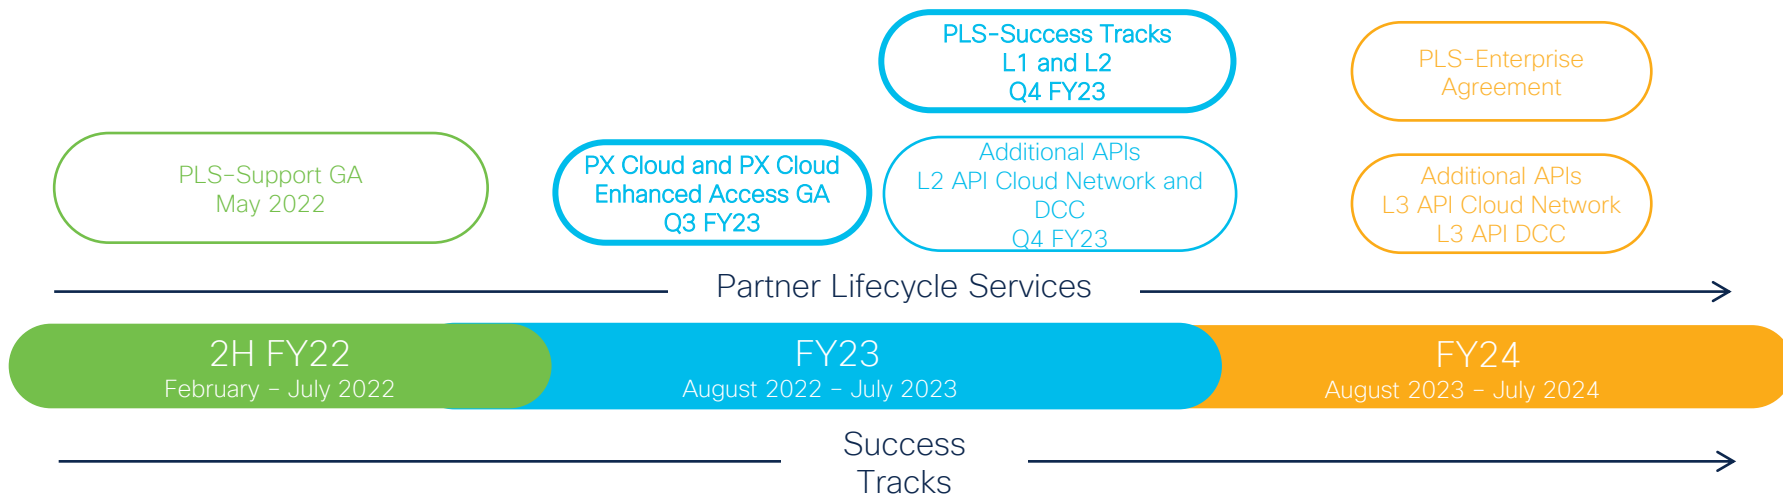 PLS-Success Tracks
L1 and L2
Q4 FY23
PLS-Enterprise
Agreement
PLS-Support GA
May 2022
PX Cloud and PX Cloud
Enhanced Access GA
Q3 FY23
Additional APIs
L2 API Cloud Network and
DCC
Q4 FY23
Additional APIs
L3 API Cloud Network
L3 API DCC
Partner Lifecycle Services
2H FY22
February – July 2022
FY23
August 2022 – July 2023
FY24
August 2023 – July 2024
Success
Tracks